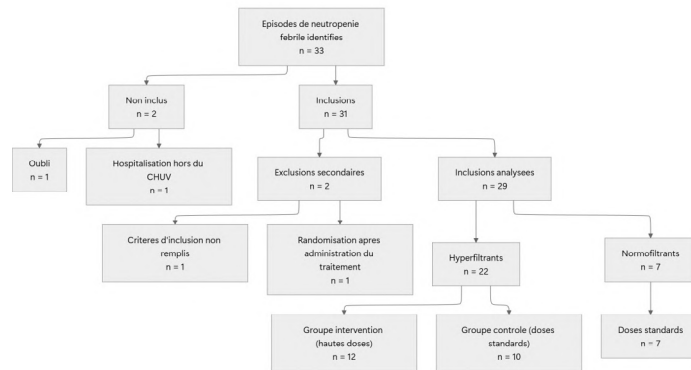 Episodes de neutropenie
febrile identifies
n = 33
Non inclus
n = 2
Inclusions
n = 31
Oubli
n = 1
Hospitalisation hors du
CHUV
n = 1
Exclusions secondaires
n = 2
Inclusions analysees
n = 29
Criteres d'inclusion non
remplis
n = 1
Randomisation apres
administration du
traitement
n = 1
Hyperfiltrants
n = 22
Normofiltrants
n = 7
Groupe intervention
(hautes doses)
n = 12
Groupe controle (doses
standards)
n = 10
Doses standards
n = 7